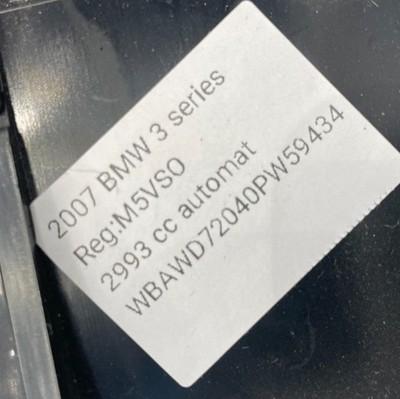 2007 BMW 3 series
Reg:M5VSO
2993 cc automat
WBAWD72040PW59434